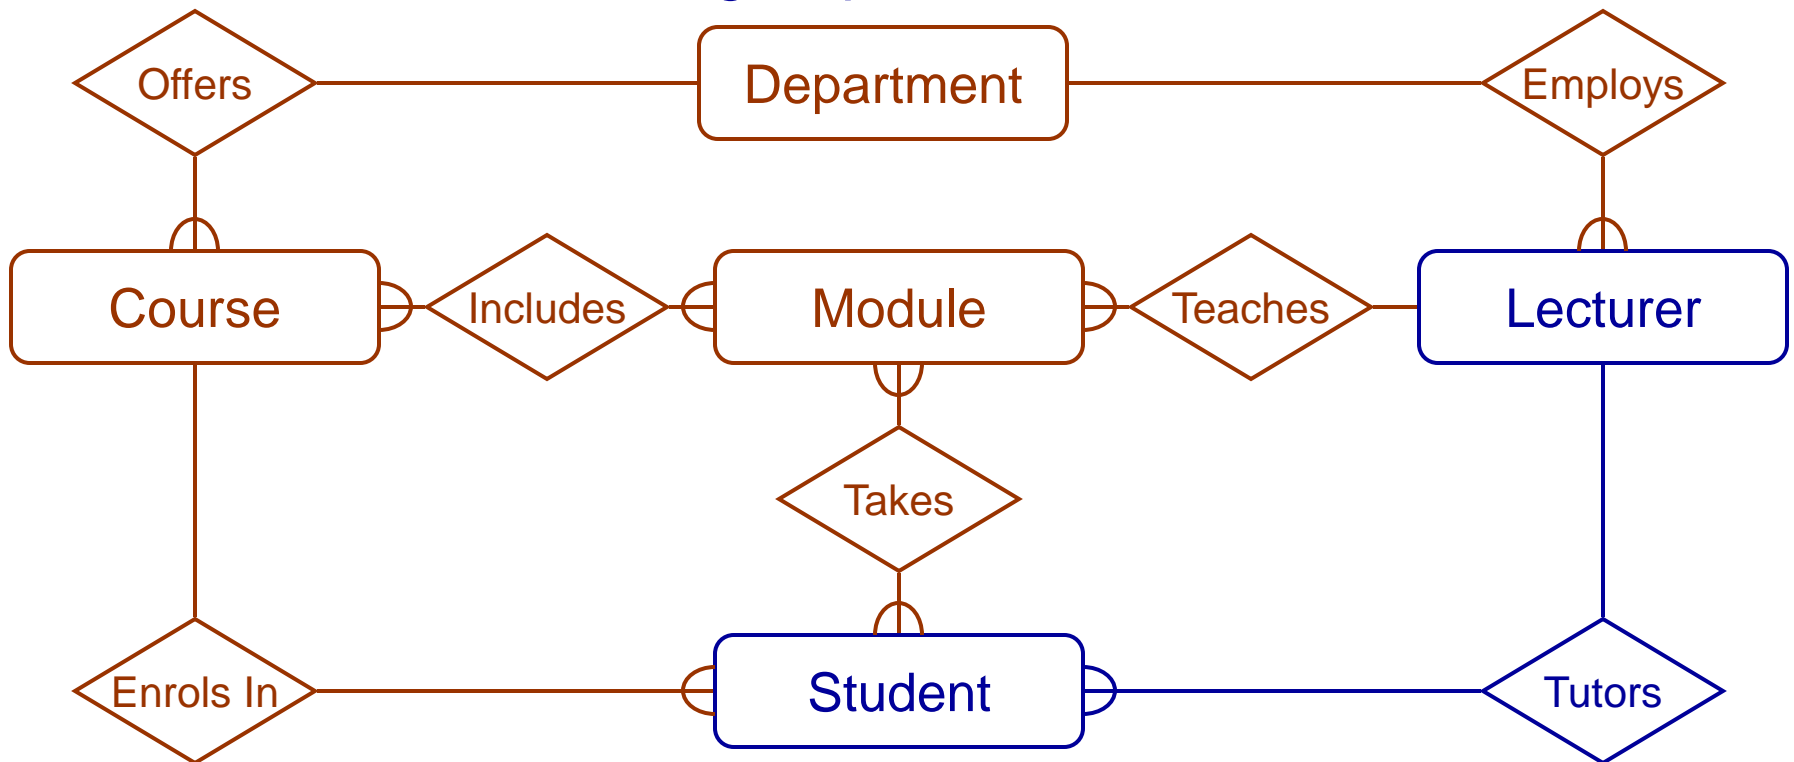 Offers
Department
Employs
Course
Includes
Module
Teaches
Lecturer
Takes
Enrols In
Student
Tutors